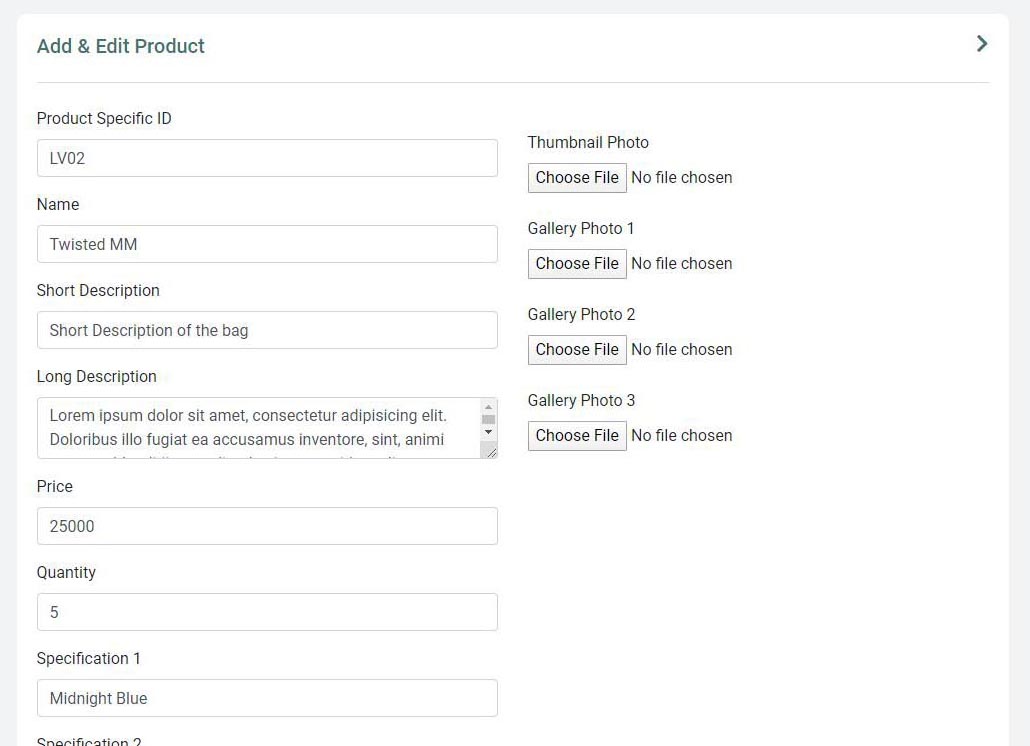 Add & Edit Product
Product Specific ID
LV02
Name
Twisted MM
Short Description
Short Description of the bag
Long Description
Lorem ipsum dolor sit amet, consectetur adipisicing elit.
Doloribus illo fugiat ea accusamus inventore, sint, animi
Price
25000
Quantity
5
Specification 1
Midnight Blue
Specification 2
Thumbnail Photo
Choose File No file chosen
Gallery Photo 1
Choose File No file chosen
Gallery Photo 2
Choose File No file chosen
Gallery Photo 3
Choose File No file chosen